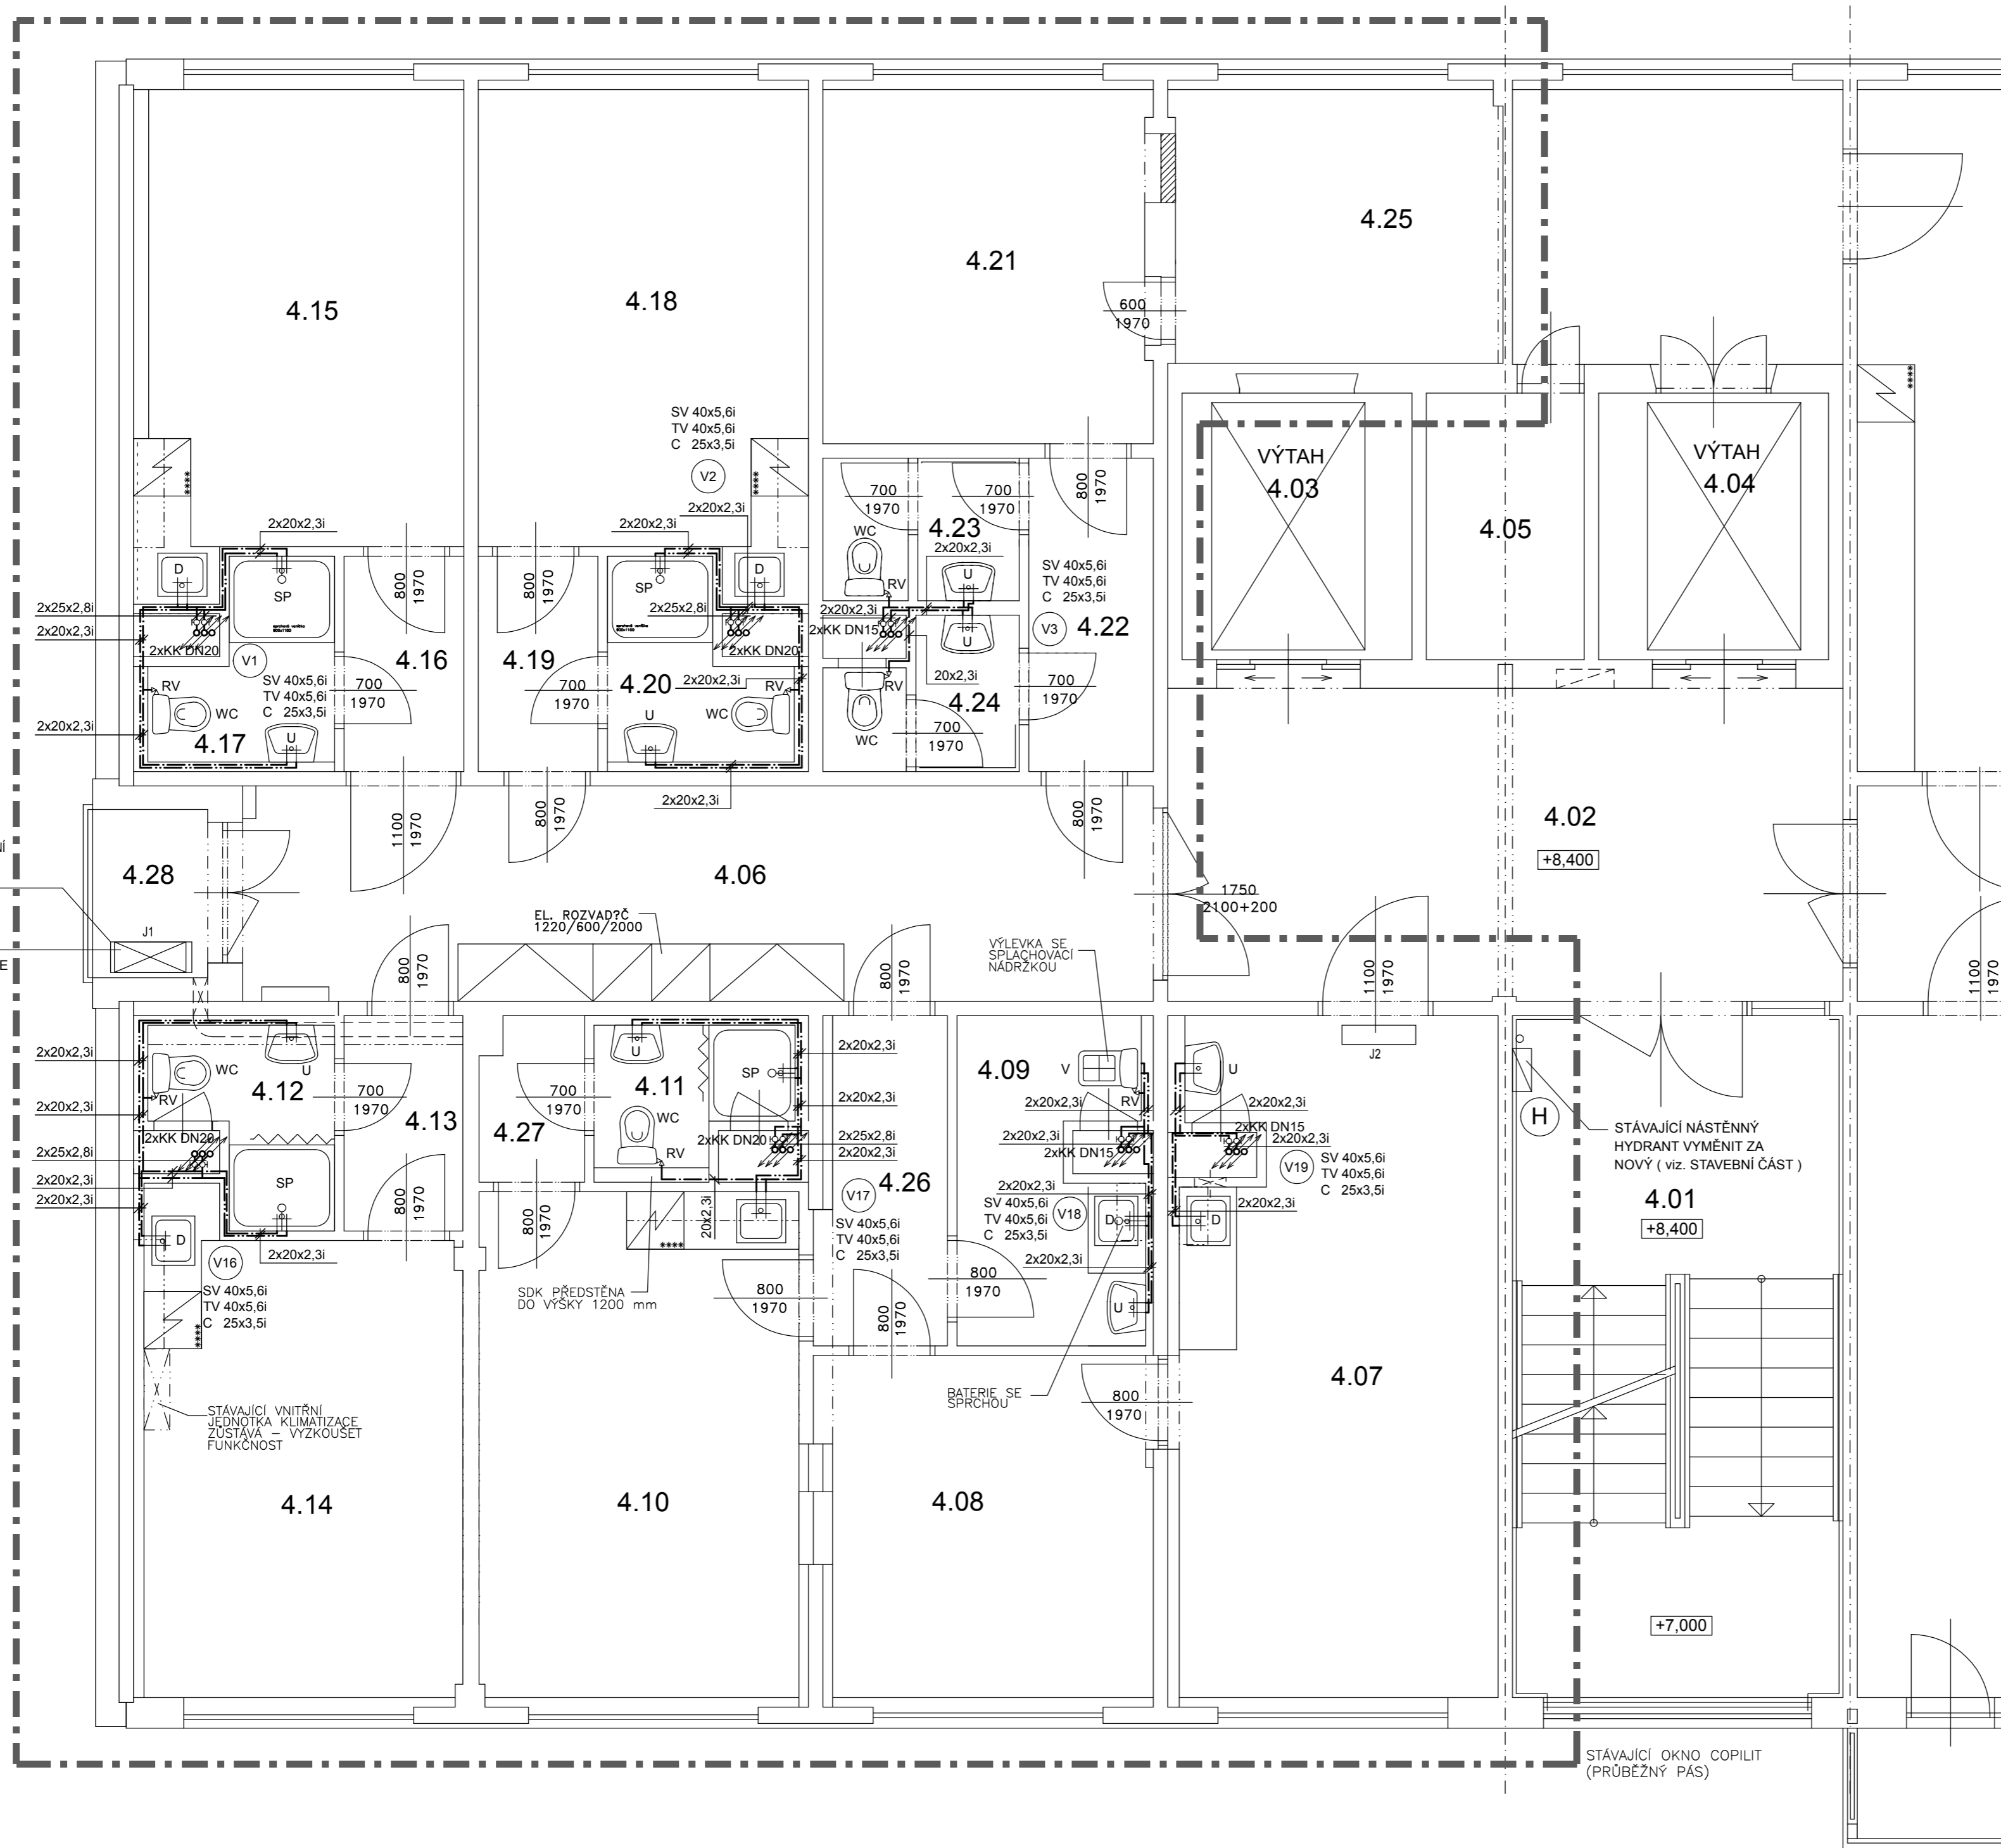 4.15
4.18
4.21
4.25
600
1970
SV 40x5,6i
TV 40x5,6i
C 25x3,5i
V2
VÝTAH
4.03
VÝTAH
4.04
4.05
2x20x2,3i
800
1970
800
1970
2x20x2,3i
2x20x2,3i
700
1970
700
1970
800
1970
WC
4.23
2x20x2,3i
D
SP
SP
D
RV
U
SV 40x5,6i
TV 40x5,6i
C 25x3,5i
2x25x2,8i
2x25x2,8i
2x20x2,3i
2x20x2,3i
2xKK DN20
V1
4.16
4.19
2xKK DN20
2xKK DN15
U
V3
4.22
SV 40x5,6i
TV 40x5,6i
C 25x3,5i
RV
WC
700
1970
700
1970
4.20
2x20x2,3i
RV
WC
RV
20x2,3i
4.24
700
1970
2x20x2,3i
4.17
U
U
WC
700
1970
2x20x2,3i
1100
1970
800
1970
800
1970
4.02
+8,400
4.28
4.06
1750
2100+200
J1
E
EL. ROZVAD?Č
1220/600/2000
800
1970
800
1970
VÝLEVKA SE
SPLACHOVACÍ
NÁDRŽKOU
1100
1970
1100
1970
J2
2x20x2,3i
WC
U
RV
4.12
700
1970
4.13
2x20x2,3i
2xKK DN20
2x25x2,8i
2x20x2,3i
2x20x2,3i
SP
D
800
1970
V16
2x20x2,3i
SV 40x5,6i
TV 40x5,6i
C 25x3,5i
4.27
700
1970
U
4.11
SP
WC
RV
2xKK DN20
2x20x2,3i
2x20x2,3i
2x25x2,8i
2x20x2,3i
20x2,3i
800
1970
SDK PŘEDSTĚNA
DO VÝŠKY 1200 mm
800
1970
V17
4.26
SV 40x5,6i
TV 40x5,6i
C 25x3,5i
800
1970
4.09
V
RV
2x20x2,3i
2x20x2,3i
2xKK DN15
2x20x2,3i
SV 40x5,6i
TV 40x5,6i
C 25x3,5i
V18
D
2x20x2,3i
800
1970
U
BATERIE SE
SPRCHOU
800
1970
U
2x20x2,3i
2xKK DN15
2x20x2,3i
V19
SV 40x5,6i
TV 40x5,6i
C 25x3,5i
2x20x2,3i
D
H
STÁVAJÍCÍ NÁSTĚNNÝ
HYDRANT VYMĚNIT ZA
NOVÝ ( viz. STAVEBNÍ ČÁST )
4.01
+8,400
4.07
STÁVAJÍCÍ VNITŘNÍ
JEDNOTKA KLIMATIZACE
ZŮSTÁVÁ – VYZKOUŠET
FUNKČNOST
4.14
4.10
4.08
+7,000
STÁVAJÍCÍ OKNO COPILIT
(PRŮBĚŽNÝ PÁS)